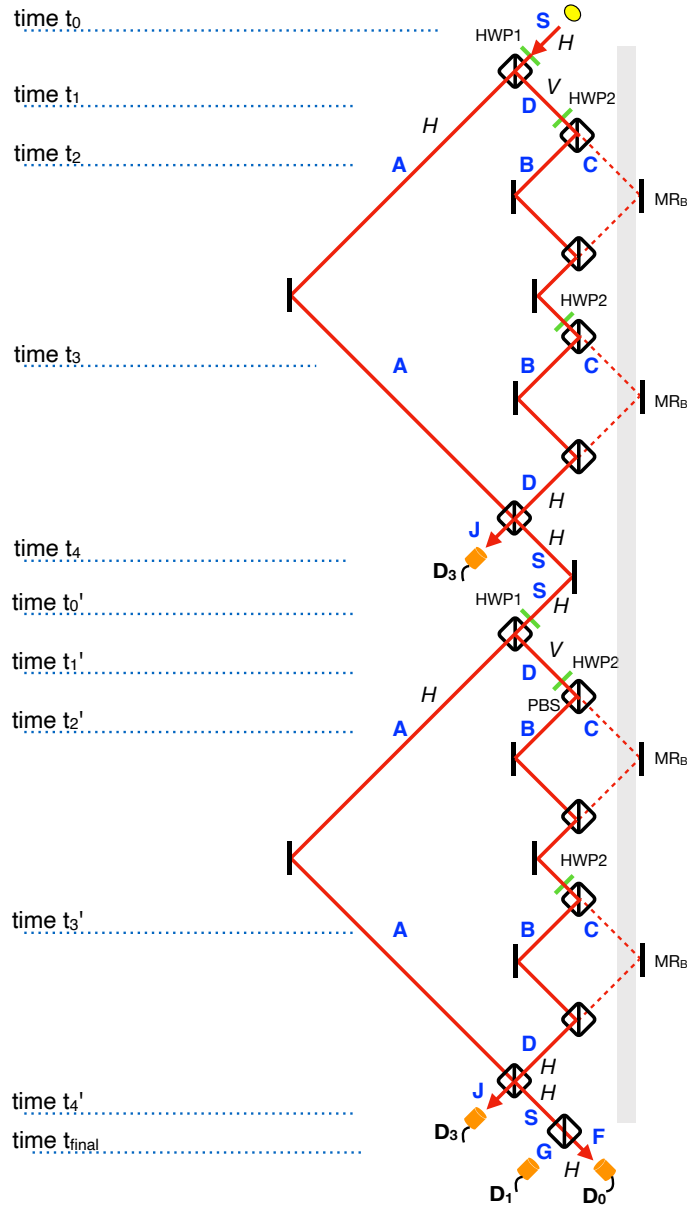 time t0
S
H
HWP1
time t1
V
D
HWP2
H
time t2
A
B
C
MRB
HWP2
time t3
A
B
C
MRB
D
H
J
H
time t4
D3
S
S
time t0'
HWP1
H
time t1'
V
D
HWP2
H
PBS
time t2'
A
B
C
MRB
HWP2
time t3'
A
B
C
MRB
D
H
J
H
time t4'
S
D3
F
time tfinal
G
H
D1
D0